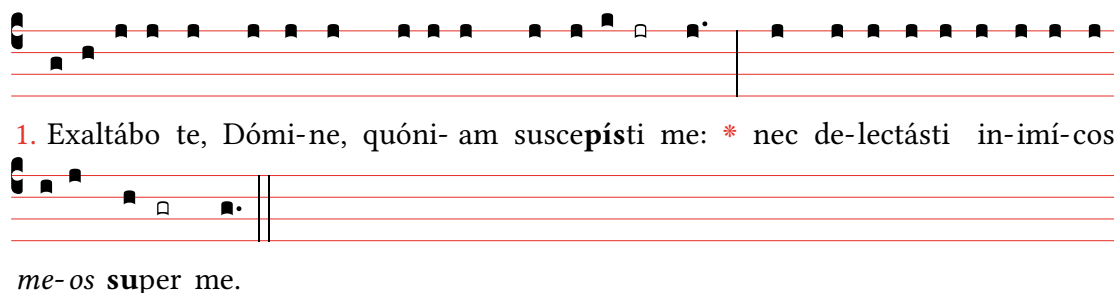 1. Exaltábo te, Dómi-ne, quóni- am suscepísti me: * nec de-lectásti in-imí-cos
me- os super me.